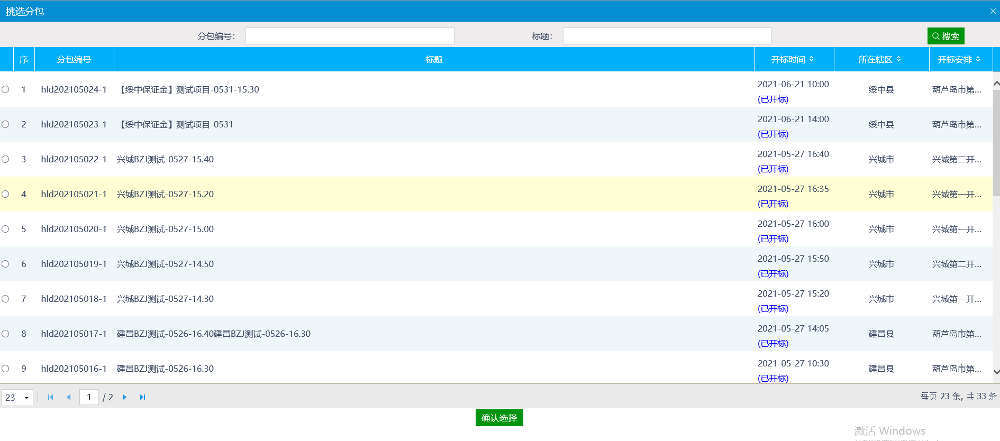 挑选分包
分包编号： 标题： 搜索
序 分包编号 标题 开标时间 所在辖区 开标安排
1 hld202105024-1 【绥中保证金】测试项目-0531-15.30 2021-06-21 10:00 绥中县 葫芦岛市第...
(已开标)
2 hld202105023-1 【绥中保证金】测试项目-0531 2021-06-21 14:00 绥中县 葫芦岛市第...
(已开标)
3 hld202105022-1 兴城BZJ测试-0527-15.40 2021-05-27 16:40 兴城市 兴城第二开...
(已开标)
4 hld202105021-1 兴城BZJ测试-0527-15.20 2021-05-27 16:35 兴城市 兴城第一开...
(已开标)
5 hld202105020-1 兴城BZJ测试-0527-15.00 2021-05-27 16:00 兴城市 兴城第一开...
(已开标)
6 hld202105019-1 兴城BZJ测试-0527-14.50 2021-05-27 15:50 兴城市 兴城第二开...
(已开标)
7 hld202105018-1 兴城BZJ测试-0527-14.30 2021-05-27 15:20 兴城市 兴城第一开...
(已开标)
8 hld202105017-1 建昌BZJ测试-0526-16.40建昌BZJ测试-0526-16.30 2021-05-27 14:05 建昌县 葫芦岛市第...
(已开标)
9 hld202105016-1 建昌BZJ测试-0526-16.30 2021-05-27 10:30 建昌县 葫芦岛市第...
(已开标)
23 1 / 2 每页 23 条, 共 33 条
确认选择
激活 Windows